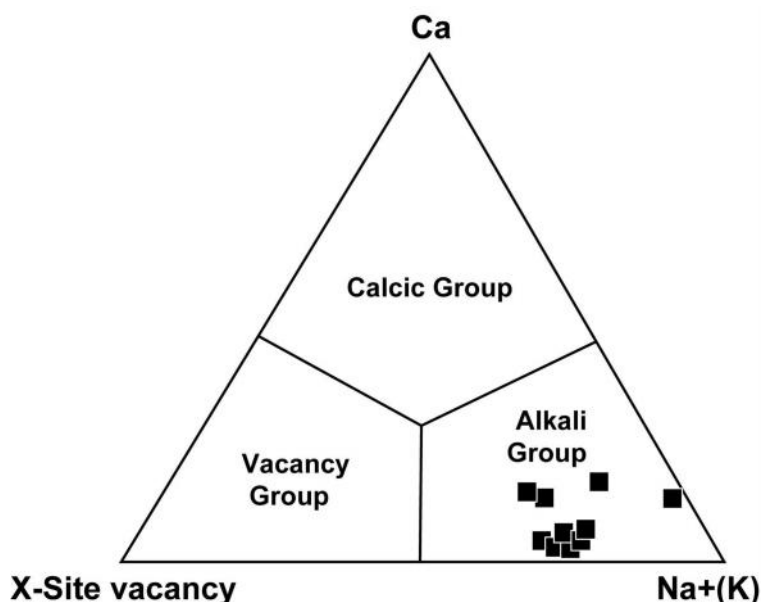 Ca
Calcic Group
Alkali
Group
Vacancy
Group
X-Site vacancy
Na+(K)